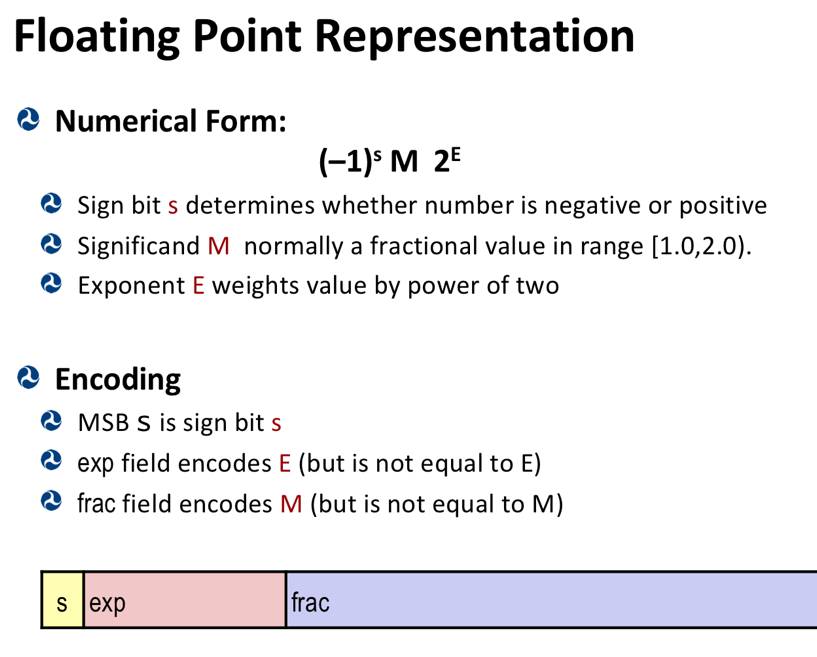 Floating Point Representation
Numerical Form:
(–1)ˢ M 2ᴱ
Sign bit s determines whether number is negative or positive
Significand M normally a fractional value in range [1.0,2.0).
Exponent E weights value by power of two
Encoding
MSB s is sign bit s
exp field encodes E (but is not equal to E)
frac field encodes M (but is not equal to M)
s exp frac